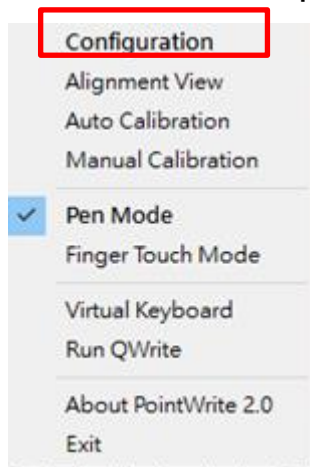 Configuration
Alignment View
Auto Calibration
Manual Calibration
Pen Mode
Finger Touch Mode
Virtual Keyboard
Run QWrite
About PointWrite 2.0
Exit